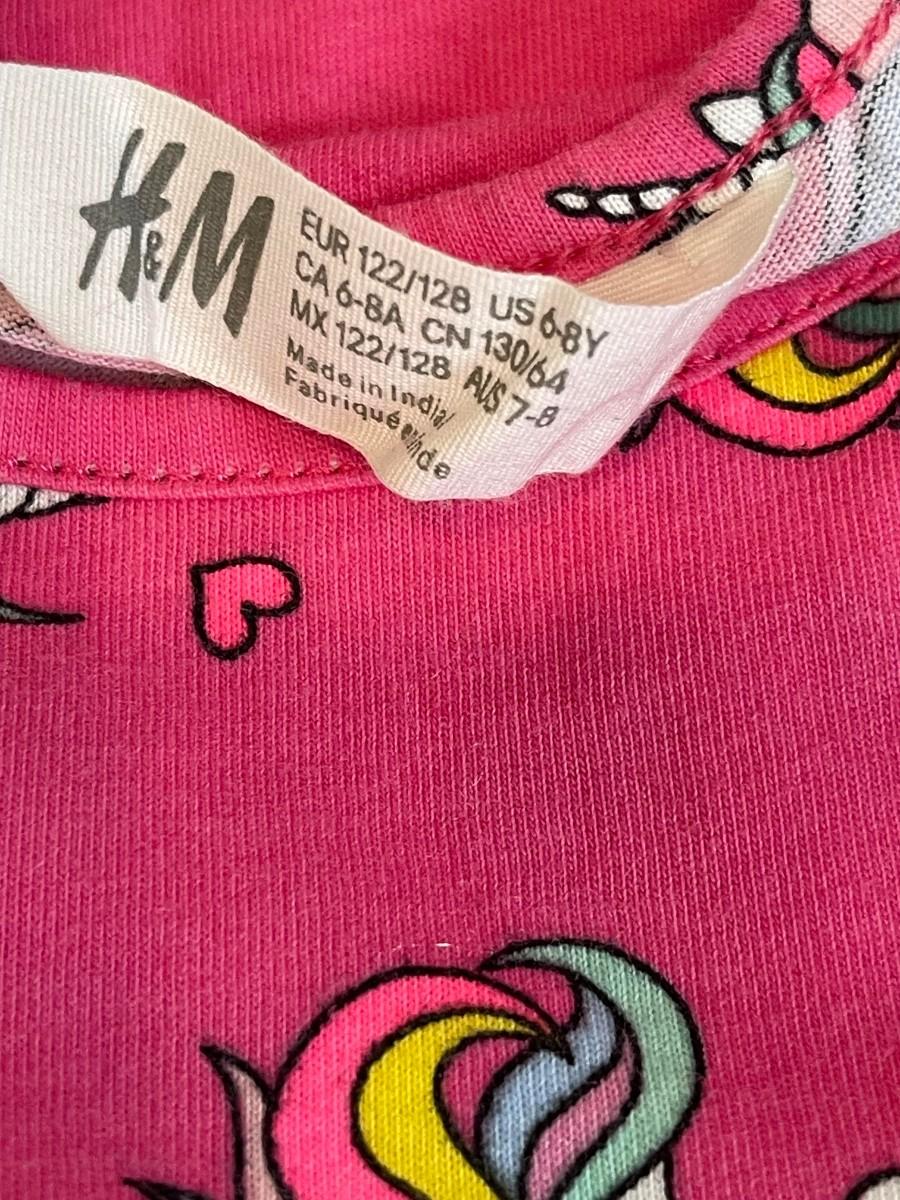 H&M
EUR 122/128 US 6-8Y
CA 6-8A CN 130/64
MX 122/128 AUS 7-8
Made in India/
Fabriqué en Inde